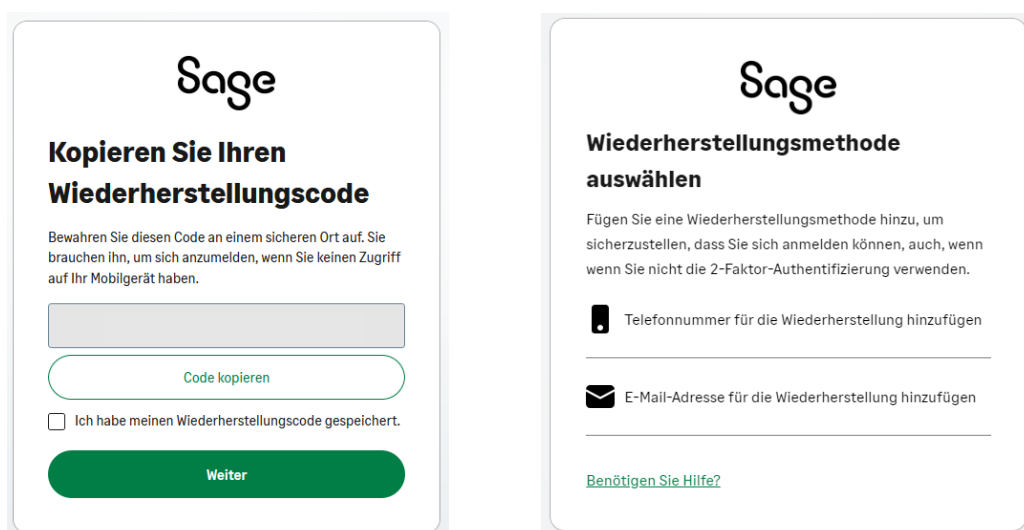 Sage
Kopieren Sie Ihren
Wiederherstellungscode
Bewahren Sie diesen Code an einem sicheren Ort auf. Sie
brauchen ihn, um sich anzumelden, wenn Sie keinen Zugriff
auf Ihr Mobilgerät haben.
Code kopieren
Ich habe meinen Wiederherstellungscode gespeichert.
Weiter
Sage
Wiederherstellungsmethode
auswählen
Fügen Sie eine Wiederherstellungsmethode hinzu, um
sicherzustellen, dass Sie sich anmelden können, auch, wenn
wenn Sie nicht die 2-Faktor-Authentifizierung verwenden.
Telefonnummer für die Wiederherstellung hinzufügen
E-Mail-Adresse für die Wiederherstellung hinzufügen
Benötigen Sie Hilfe?